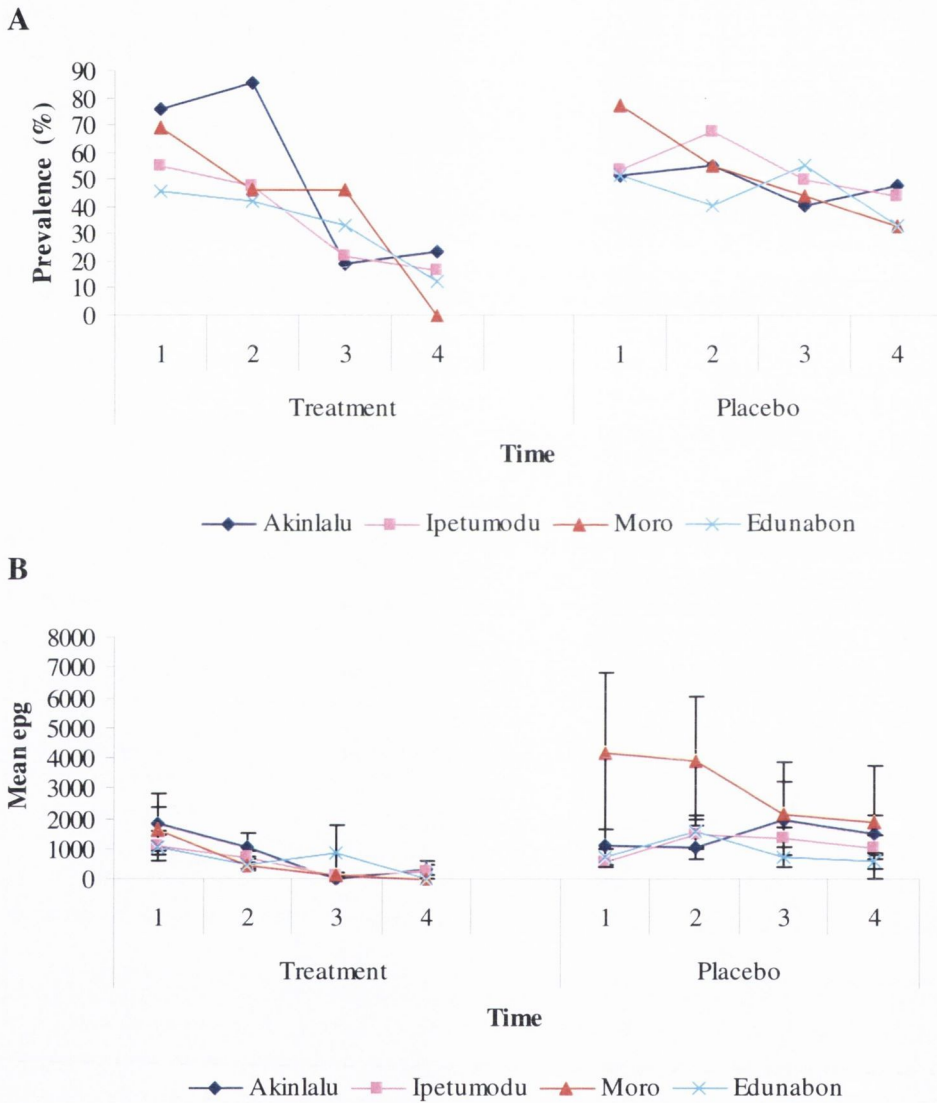 A
Prevalence (%)
90
80
70
60
50
40
30
20
10
0
1 2 3 4 1 2 3 4
Treatment Placebo
Time
Akinlalu Ipetumodu Moro Edunabon
B
Mean epg
8000
7000
6000
5000
4000
3000
2000
1000
0
1 2 3 4 1 2 3 4
Treatment Placebo
Time
Akinlalu Ipetumodu Moro Edunabon